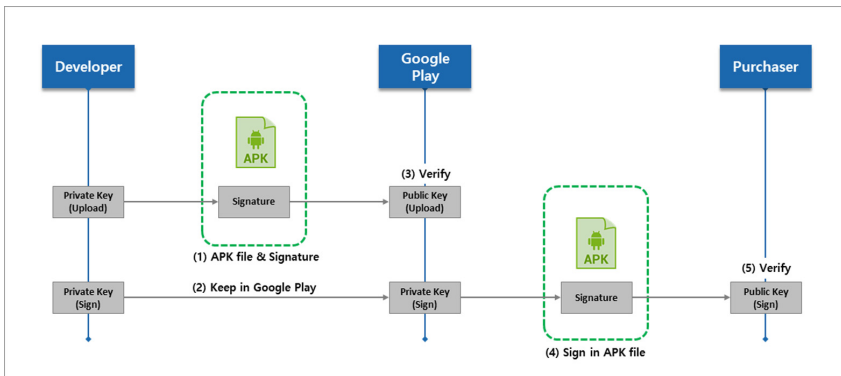 Developer
Google
Play
Purchaser
APK
(3) Verify
Private Key
(Upload)
Signature
Public Key
(Upload)
(1) APK file & Signature
APK
(5) Verify
(2) Keep in Google Play
Private Key
(Sign)
Private Key
(Sign)
Signature
Public Key
(Sign)
(4) Sign in APK file